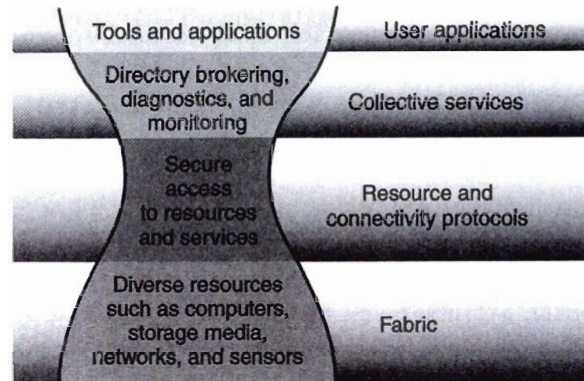 Tools and applications
User applications
Directory brokering,
diagnostics, and
monitoring
Collective services
Secure
access
to resources
and services
Resource and
connectivity protocols
Diverse resources
such as computers,
storage media,
networks, and sensors
Fabric